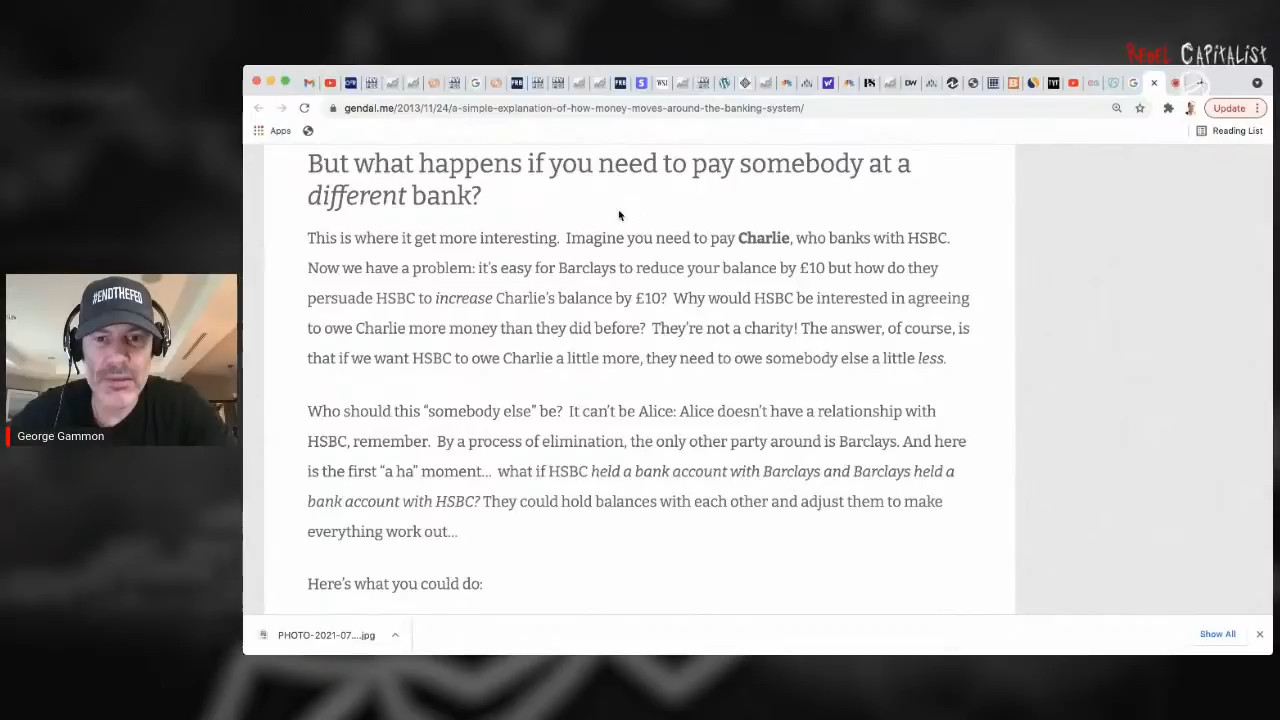 REBEL CAPITALIST
gendal.me/2013/11/24/a-simple-explanation-of-how-money-moves-around-the-banking-system/
Update
Apps
Reading List
But what happens if you need to pay somebody at a
different bank?
This is where it get more interesting. Imagine you need to pay Charlie, who banks with HSBC.
Now we have a problem: it’s easy for Barclays to reduce your balance by £10 but how do they
persuade HSBC to increase Charlie’s balance by £10? Why would HSBC be interested in agreeing
to owe Charlie more money than they did before? They’re not a charity! The answer, of course, is
that if we want HSBC to owe Charlie a little more, they need to owe somebody else a little less.
Who should this “somebody else” be? It can’t be Alice: Alice doesn’t have a relationship with
HSBC, remember. By a process of elimination, the only other party around is Barclays. And here
is the first “a ha” moment… what if HSBC held a bank account with Barclays and Barclays held a
bank account with HSBC? They could hold balances with each other and adjust them to make
everything work out…
Here’s what you could do:
#ENDTHEFED
George Gammon
PHOTO-2021-07....jpg
Show All